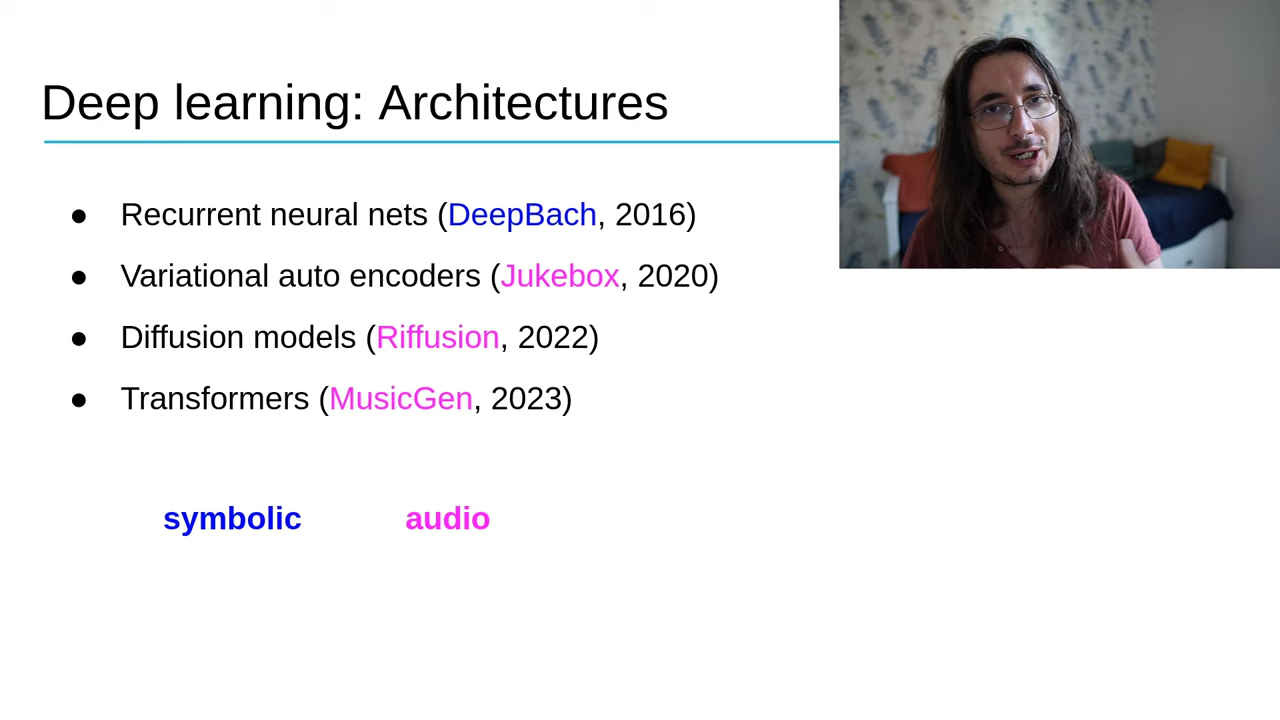 Deep learning: Architectures
● Recurrent neural nets (DeepBach, 2016)
● Variational auto encoders (Jukebox, 2020)
● Diffusion models (Riffusion, 2022)
● Transformers (MusicGen, 2023)
symbolic audio